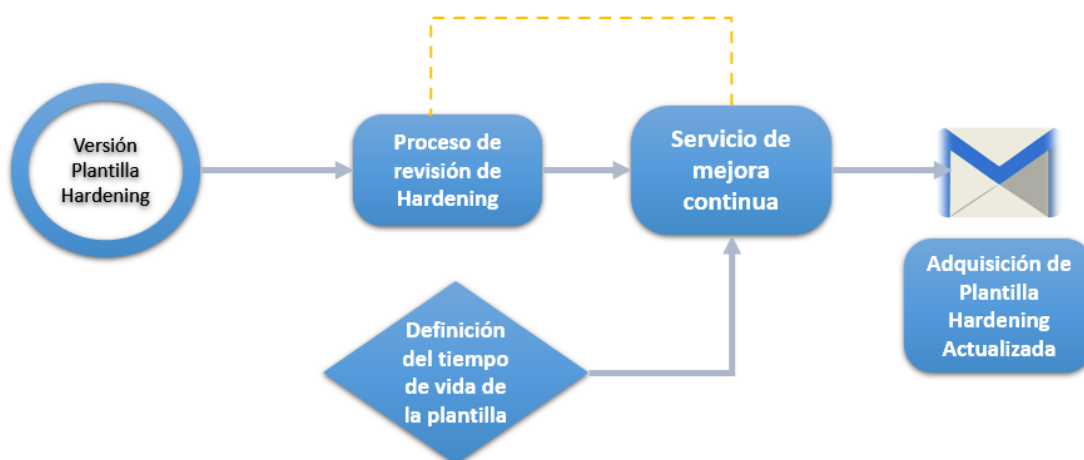 Versión
Plantilla
Hardening
Proceso de
revisión de
Hardening
Servicio de
mejora
continua
Adquisición de
Plantilla
Hardening
Actualizada
Definición
del tiempo
de vida de
la plantilla